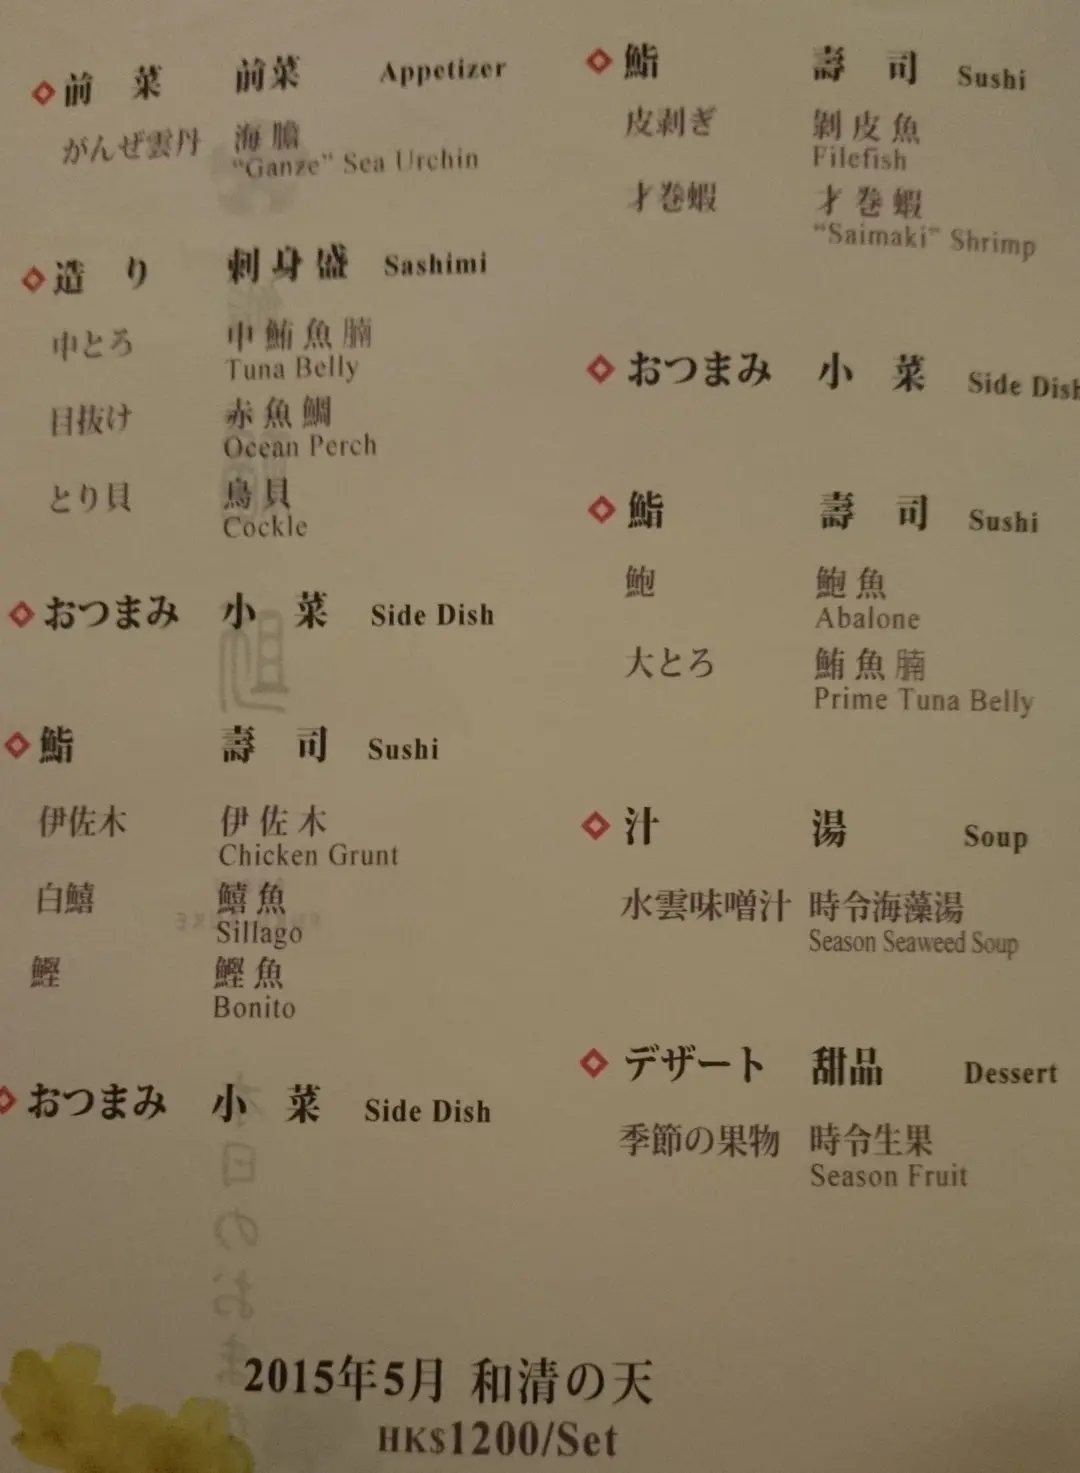 前菜 前菜 Appetizer
がんぜ雲丹 海膽
"Ganze" Sea Urchin
造り 刺身盛 Sashimi
中とろ 中鮪魚腩
Tuna Belly
目抜け 赤魚鯛
Ocean Perch
とり貝 鳥貝
Cockle
おつまみ 小菜 Side Dish
鮨 壽司 Sushi
伊佐木 伊佐木
Chicken Grunt
白鱚 鱚魚
Sillago
鰹 鰹魚
Bonito
おつまみ 小菜 Side Dish
鮨 壽司 Sushi
皮剥ぎ 剝皮魚
Filefish
才巻蝦 才巻蝦
"Saimaki" Shrimp
おつまみ 小菜 Side Dish
鮨 壽司 Sushi
鮑 鮑魚
Abalone
大とろ 鮪魚腩
Prime Tuna Belly
汁 湯 Soup
水雲味噌汁 時令海藻湯
Season Seaweed Soup
デザート 甜品 Dessert
季節の果物 時令生果
Season Fruit
2015年5月 和清の天
HK$1200/Set